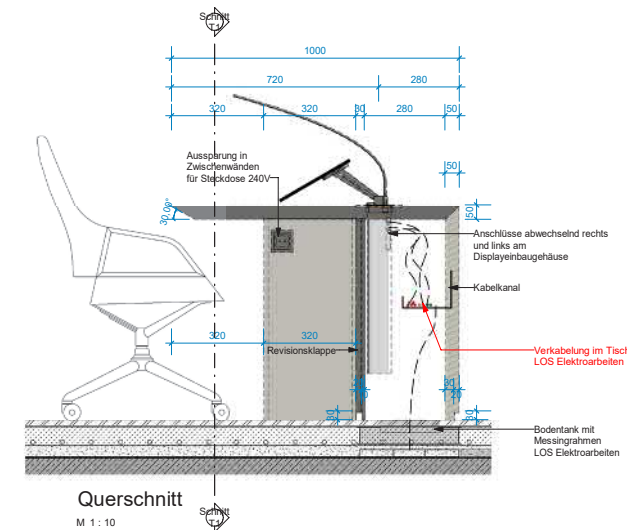 Schnitt
T1
1000
720
280
320
320
30
280
50
50
Aussparung in
Zwischenwänden
für Steckdose 240V
30,00°
50
Anschlüsse abwechselnd rechts
und links am
Displayeinbaugehäuse
Kabelkanal
320
320
Revisionsklappe
Verkabelung im Tisch
LOS Elektroarbeiten
30
20
30
30
Bodentank mit
Messingrahmen
LOS Elektroarbeiten
Querschnitt
M 1 : 10
Schnitt
T1